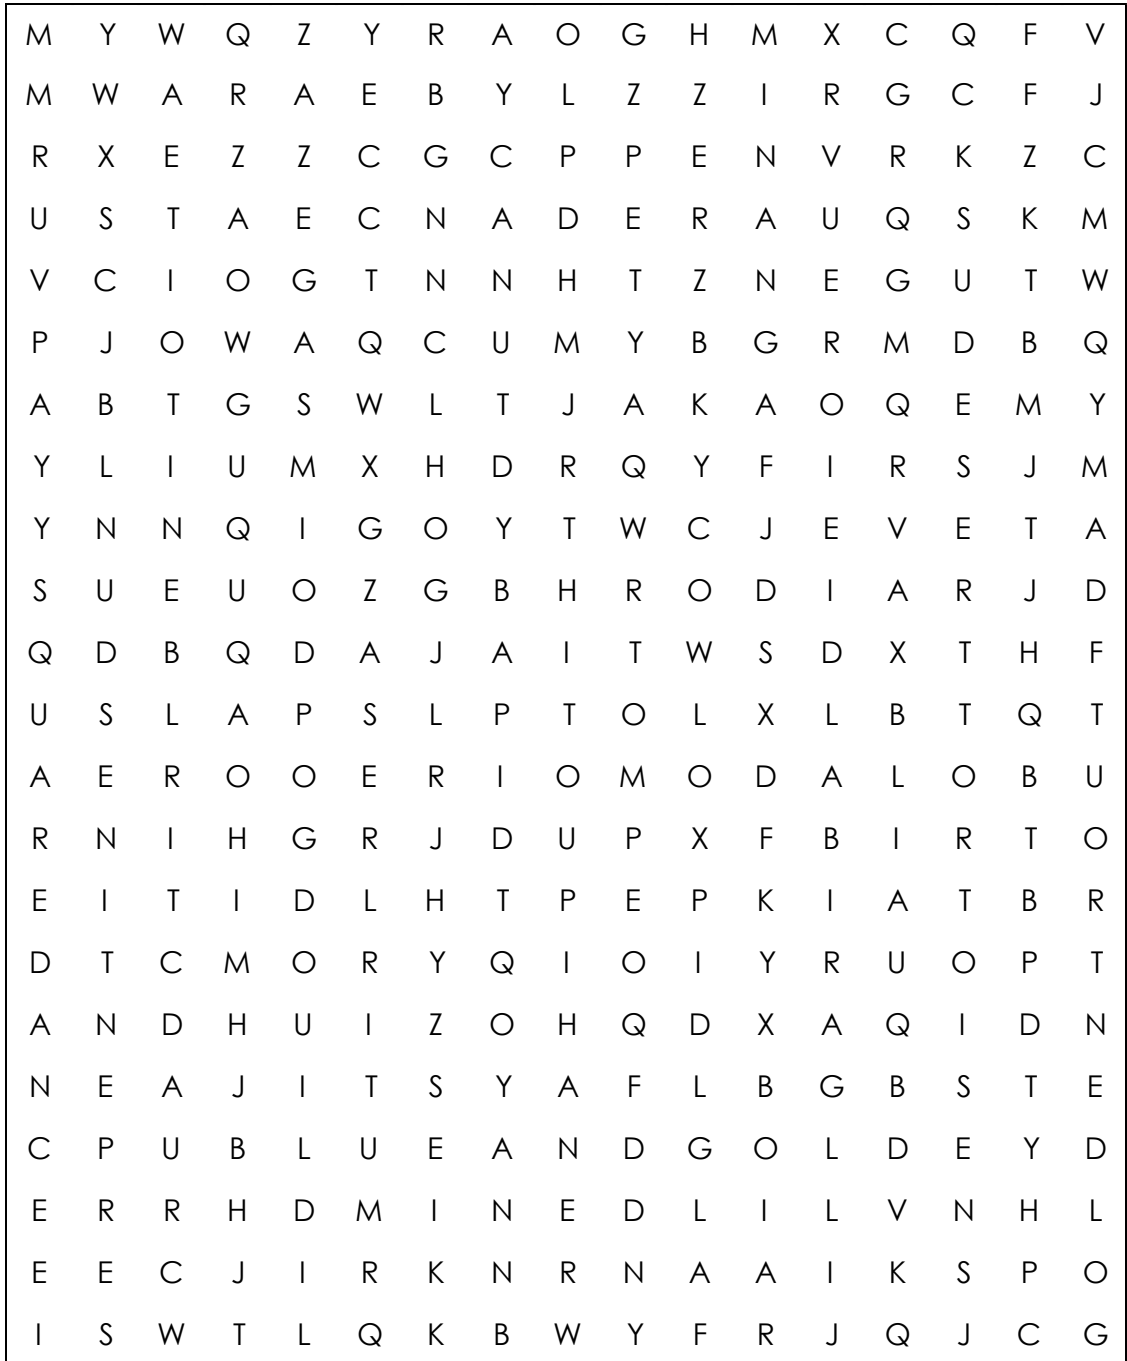 M Y W Q Z Y R A O G H M X C Q F V
M W A R A E B Y L Z Z I R G C F J
R X E Z Z C G C P P E N V R K Z C
U S T A E C N A D E R A U Q S K M
V C I O G T N N H T Z N E G U T W
P J O W A Q C U M Y B G R M D B Q
A B T G S W L T J A K A O Q E M Y
Y L I U M X H D R Q Y F I R S J M
Y N N Q I G O Y T W C J E V E T A
S U E U O Z G B H R O D I A R J D
Q D B Q D A J A I T W S D X T H F
U S L A P S L P T O L X L B T Q T
A E R O O E R I O M O D A L O B U
R N I H G R J D U P X F B I R T O
E I T I D L H T P E P K I A T B R
D T C M O R Y Q I O I Y R U O P T
A N D H U I Z O H Q D X A Q I D N
N E A J I T S Y A F L B G B S T E
C P U B L U E A N D G O L D E Y D
E R R H D M I N E D L I L V N H L
E E C J I R K N R N A A I K S P O
I S W T L Q K B W Y F R J Q J C G